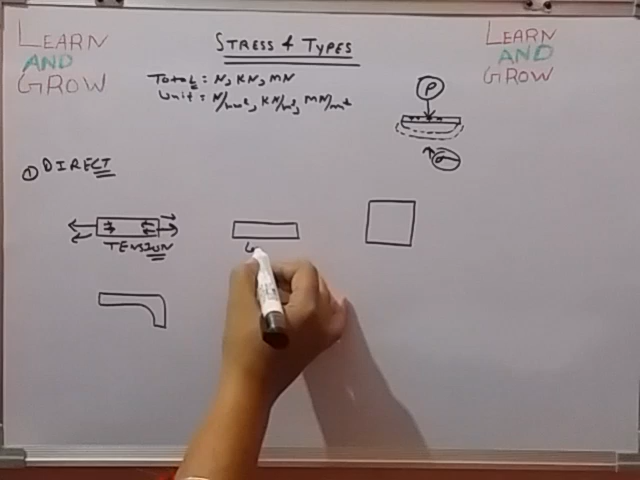 LEARN
AND
GROW
STRESS & TYPES
Total: N, KN, MN
Unit: N/mm², KN/m², MN/m²
LEARN
AND
GROW
P
σ
① DIRECT
TENSION